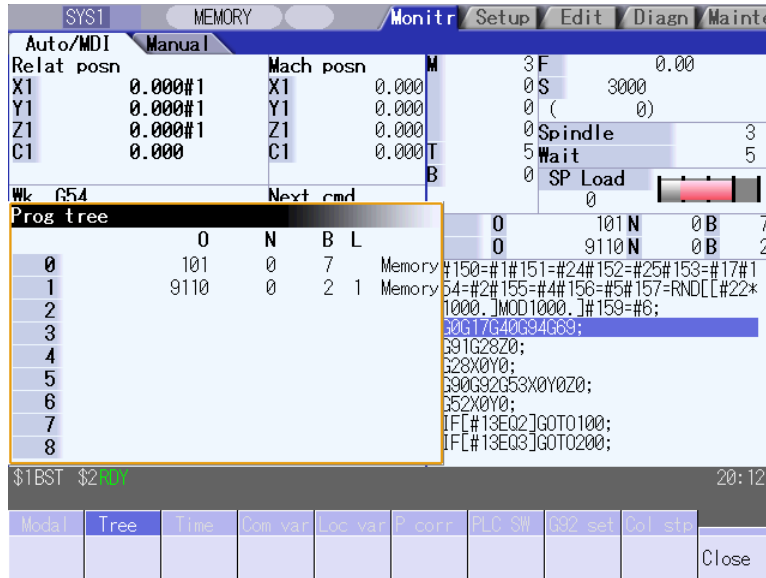 SYS1 MEMORY Monitr Setup Edit Diagn Mainte
Auto/MDI Manual
Relat posn Mach posn M 3 F 0.00
X1 0.000#1 X1 0.000 0 S 3000
Y1 0.000#1 Y1 0.000 0 ( 0)
Z1 0.000#1 Z1 0.000 0 Spindle 3
C1 0.000 C1 0.000 T 5 Wait 5
B 0 SP Load
Wk G54 Next cmd 0
Prog tree O 101 N 0 B 7
O N B L O 9110 N 0 B 2
0 101 0 7 Memory #150=#1#151=#24#152=#25#153=#17#1
1 9110 0 2 1 Memory 54=#2#155=#4#156=#5#157=RND[[#22*
2 1000.]MOD1000.]#159=#6;
3 G0G17G40G94G69;
4 G91G28Z0;
5 G28X0Y0;
G90G92G53X0Y0Z0;
6 G52X0Y0;
7 IF[#13EQ2]GOTO100;
8 IF[#13EQ3]GOTO200;
$1BST $2RDY 20:12
Modal Tree Time Com var Loc var P corr PLC SW G92 set Col stp
Close